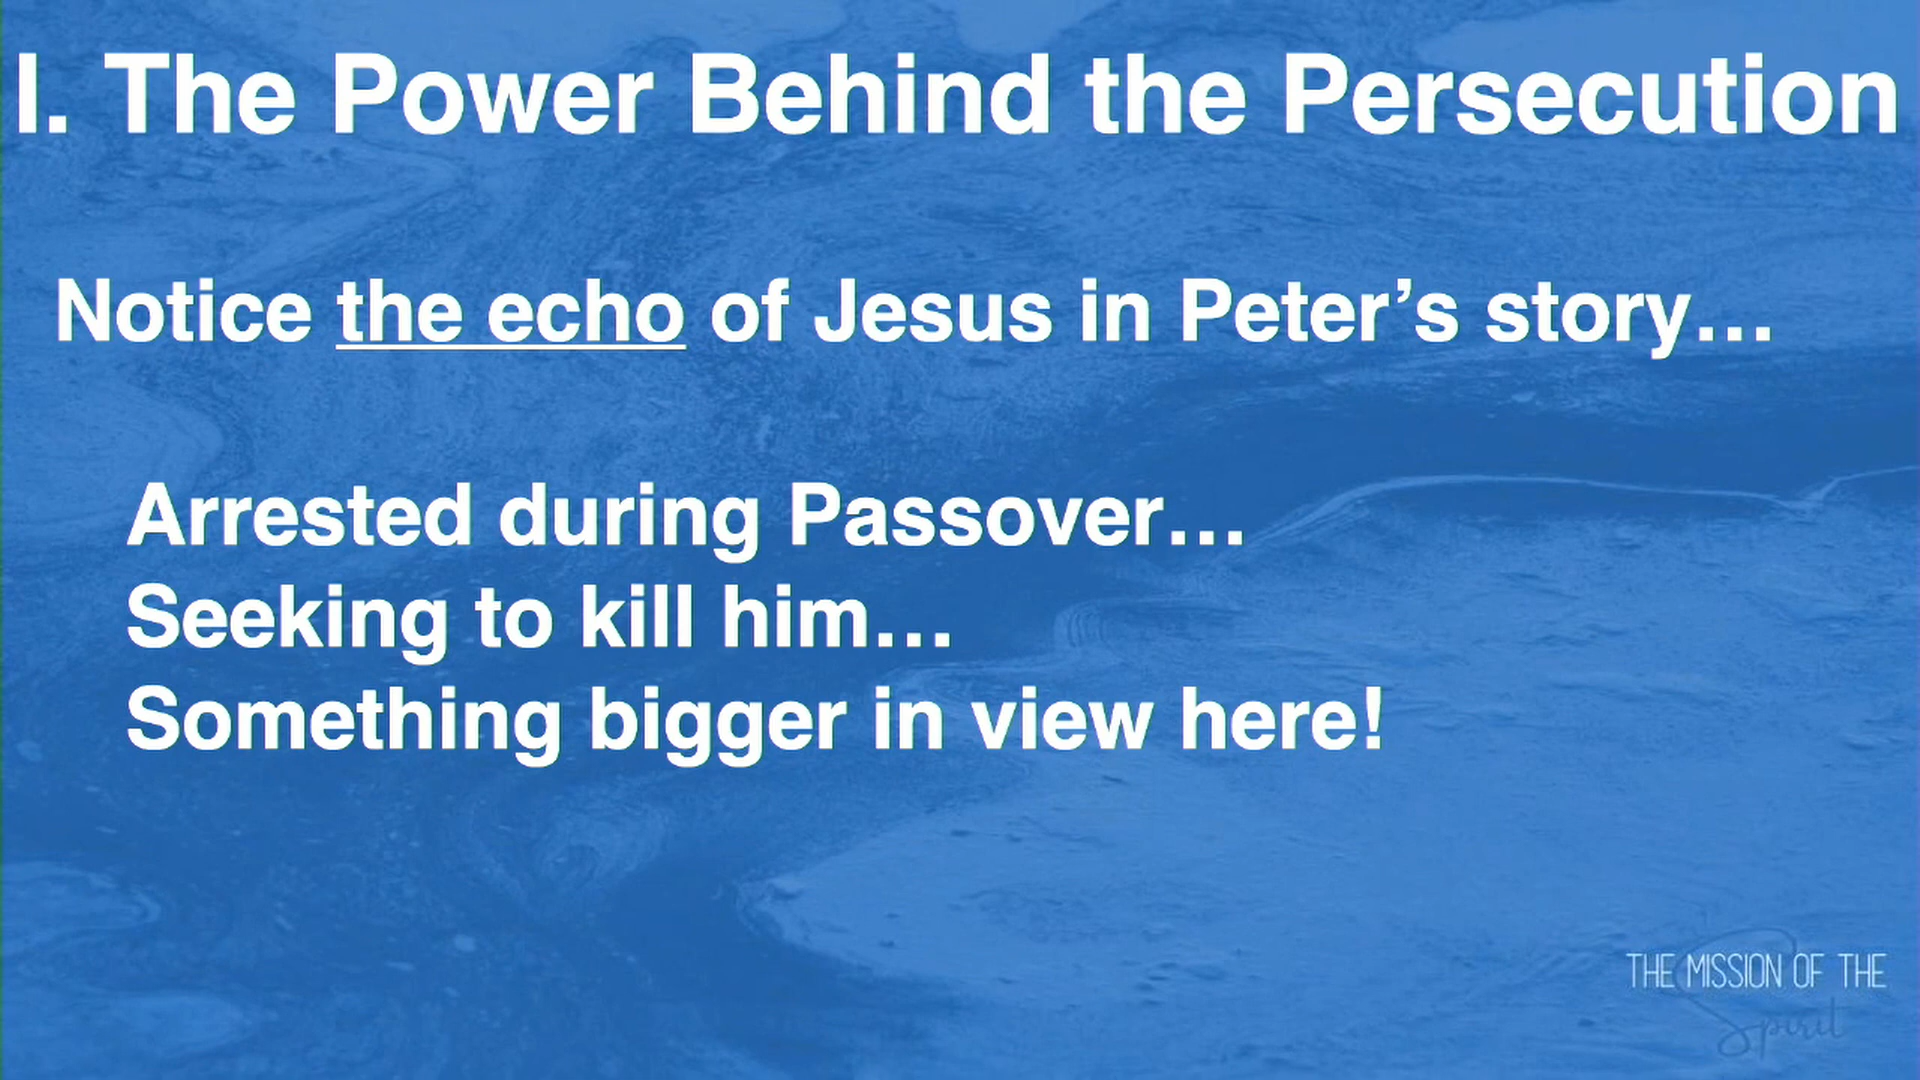 I. The Power Behind the Persecution
Notice the echo of Jesus in Peter’s story…
Arrested during Passover…
Seeking to kill him…
Something bigger in view here!
THE MISSION OF THE
Spirit